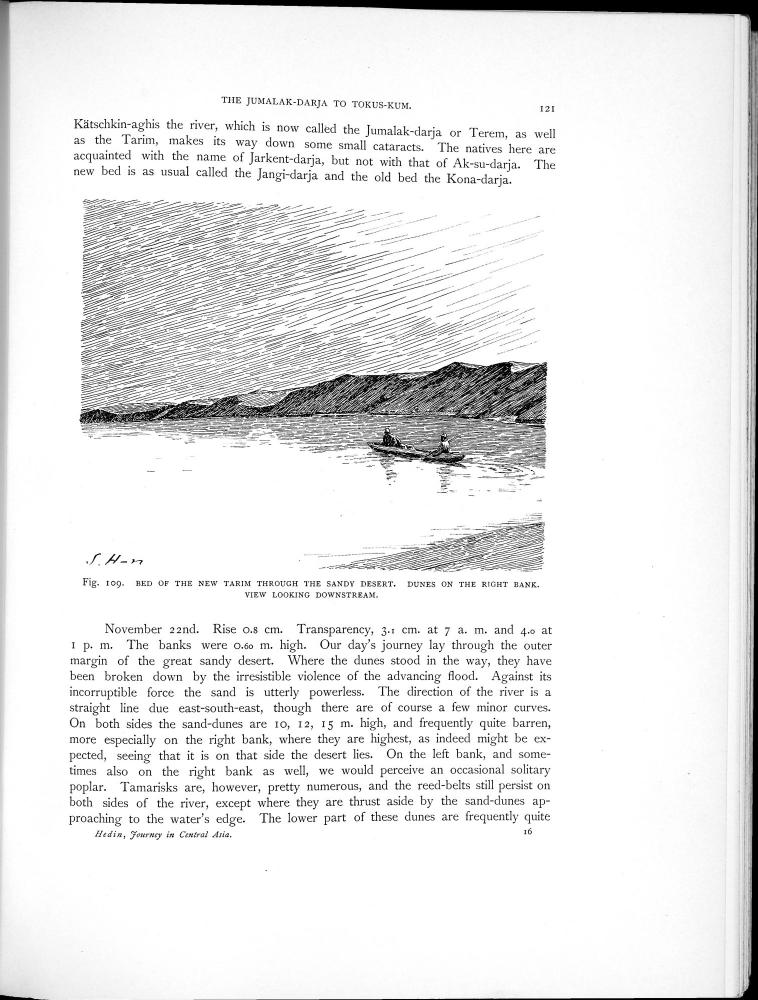 THE JUMALAK-DARJA TO TOKUS-KUM. 121
Kätschkin-aghis the river, which is now called the Jumalak-darja or Terem, as well
as the Tarim, makes its way down some small cataracts. The natives here are
acquainted with the name of Jarkent-darja, but not with that of Ak-su-darja. The
new bed is as usual called the Jangi-darja and the old bed the Kona-darja.
Fig. 109. BED OF THE NEW TARIM THROUGH THE SANDY DESERT. DUNES ON THE RIGHT BANK.
VIEW LOOKING DOWNSTREAM.
November 22nd. Rise 0.8 cm. Transparency, 3.1 cm. at 7 a. m. and 4.0 at
1 p. m. The banks were 0.60 m. high. Our day's journey lay through the outer
margin of the great sandy desert. Where the dunes stood in the way, they have
been broken down by the irresistible violence of the advancing flood. Against its
incorruptible force the sand is utterly powerless. The direction of the river is a
straight line due east-south-east, though there are of course a few minor curves.
On both sides the sand-dunes are 10, 12, 15 m. high, and frequently quite barren,
more especially on the right bank, where they are highest, as indeed might be ex-
pected, seeing that it is on that side the desert lies. On the left bank, and some-
times also on the right bank as well, we would perceive an occasional solitary
poplar. Tamarisks are, however, pretty numerous, and the reed-belts still persist on
both sides of the river, except where they are thrust aside by the sand-dunes ap-
proaching to the water's edge. The lower part of these dunes are frequently quite
Hedin, Journey in Central Asia. 16